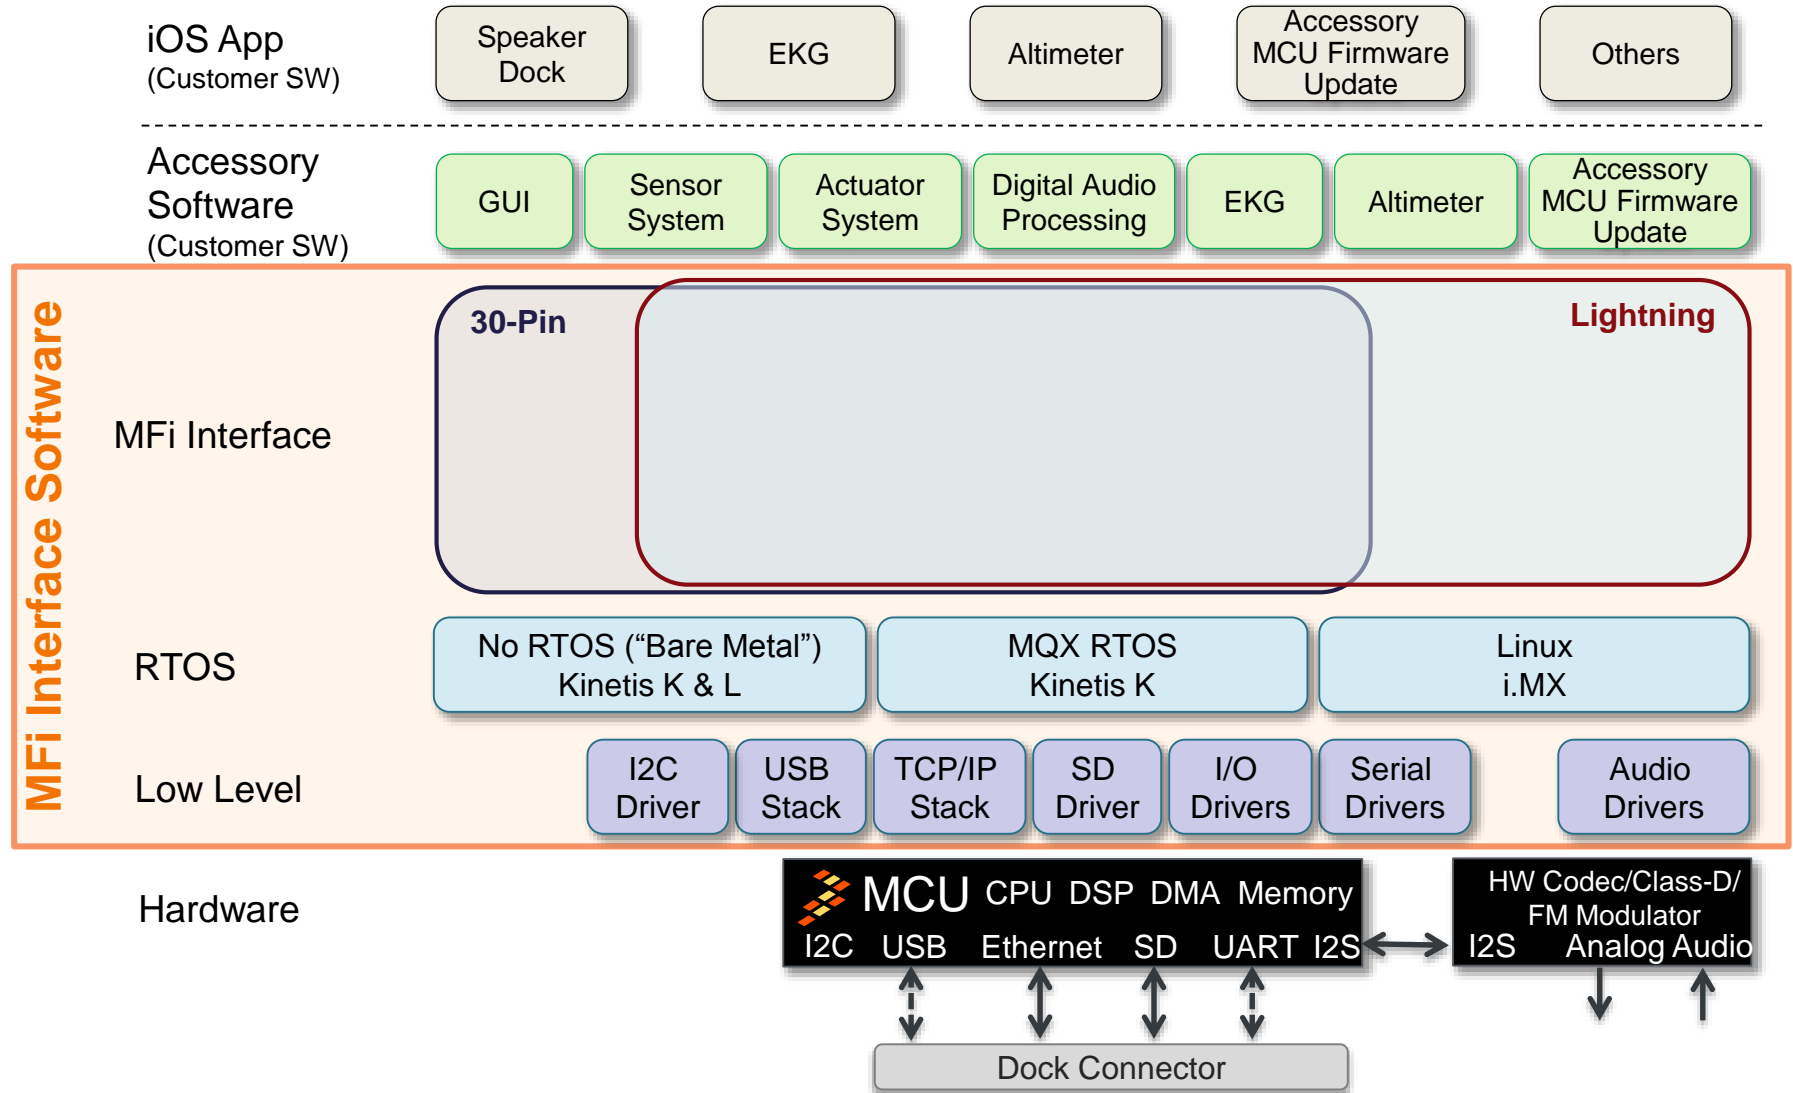 iOS App
(Customer SW)
Speaker
Dock
EKG
Altimeter
Accessory
MCU Firmware
Update
Others
Accessory
Software
(Customer SW)
GUI
Sensor
System
Actuator
System
Digital Audio
Processing
EKG
Altimeter
Accessory
MCU Firmware
Update
MFi Interface Software
MFi Interface
30-Pin
Lightning
RTOS
No RTOS (“Bare Metal”)
Kinetis K & L
MQX RTOS
Kinetis K
Linux
i.MX
Low Level
I2C
Driver
USB
Stack
TCP/IP
Stack
SD
Driver
I/O
Drivers
Serial
Drivers
Audio
Drivers
Hardware
MCU CPU DSP DMA Memory
I2C USB Ethernet SD UART I2S
HW Codec/Class-D/
FM Modulator
I2S Analog Audio
Dock Connector